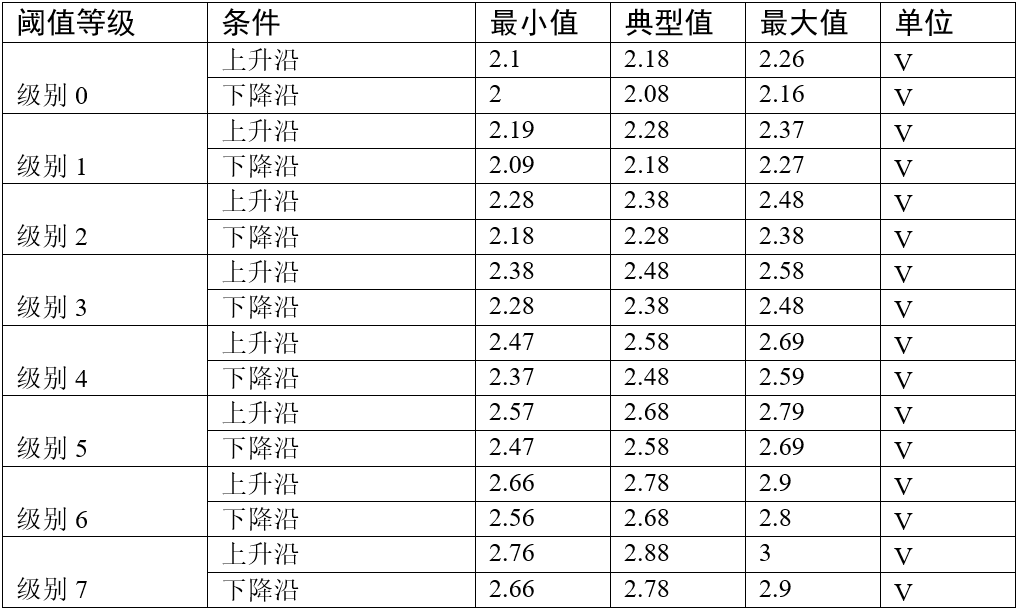 阈值等级 条件 最小值 典型值 最大值 单位
级别 0 上升沿 2.1 2.18 2.26 V
下降沿 2 2.08 2.16 V
级别 1 上升沿 2.19 2.28 2.37 V
下降沿 2.09 2.18 2.27 V
级别 2 上升沿 2.28 2.38 2.48 V
下降沿 2.18 2.28 2.38 V
级别 3 上升沿 2.38 2.48 2.58 V
下降沿 2.28 2.38 2.48 V
级别 4 上升沿 2.47 2.58 2.69 V
下降沿 2.37 2.48 2.59 V
级别 5 上升沿 2.57 2.68 2.79 V
下降沿 2.47 2.58 2.69 V
级别 6 上升沿 2.66 2.78 2.9 V
下降沿 2.56 2.68 2.8 V
级别 7 上升沿 2.76 2.88 3 V
下降沿 2.66 2.78 2.9 V